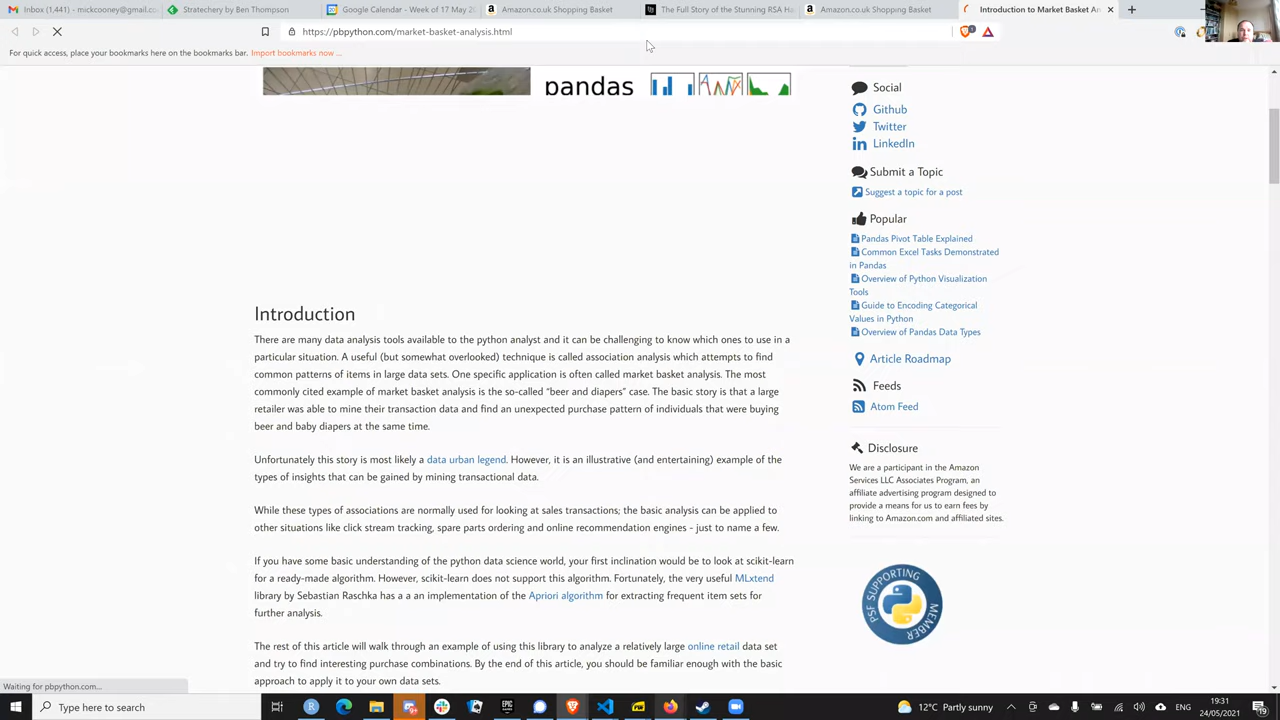 Inbox (1,441) - mickcooney@gmail.co
Stratechery by Ben Thompson
Google Calendar - Week of 17 May 20
Amazon.co.uk Shopping Basket
The Full Story of the Stunning RSA Ha
Amazon.co.uk Shopping Basket
Introduction to Market Basket An
https://pbpython.com/market-basket-analysis.html
For quick access, place your bookmarks here on the bookmarks bar. Import bookmarks now ...
pandas
Introduction
There are many data analysis tools available to the python analyst and it can be challenging to know which ones to use in a
particular situation. A useful (but somewhat overlooked) technique is called association analysis which attempts to find
common patterns of items in large data sets. One specific application is often called market basket analysis. The most
commonly cited example of market basket analysis is the so-called “beer and diapers” case. The basic story is that a large
retailer was able to mine their transaction data and find an unexpected purchase pattern of individuals that were buying
beer and baby diapers at the same time.
Unfortunately this story is most likely a data urban legend. However, it is an illustrative (and entertaining) example of the
types of insights that can be gained by mining transactional data.
While these types of associations are normally used for looking at sales transactions; the basic analysis can be applied to
other situations like click stream tracking, spare parts ordering and online recommendation engines - just to name a few.
If you have some basic understanding of the python data science world, your first inclination would be to look at scikit-learn
for a ready-made algorithm. However, scikit-learn does not support this algorithm. Fortunately, the very useful MLxtend
library by Sebastian Raschka has a a an implementation of the Apriori algorithm for extracting frequent item sets for
further analysis.
The rest of this article will walk through an example of using this library to analyze a relatively large online retail data set
and try to find interesting purchase combinations. By the end of this article, you should be familiar enough with the basic
approach to apply it to your own data sets.
Social
Github
Twitter
LinkedIn
Submit a Topic
Suggest a topic for a post
Popular
Pandas Pivot Table Explained
Common Excel Tasks Demonstrated
in Pandas
Overview of Python Visualization
Tools
Guide to Encoding Categorical
Values in Python
Overview of Pandas Data Types
Article Roadmap
Feeds
Atom Feed
Disclosure
We are a participant in the Amazon
Services LLC Associates Program, an
affiliate advertising program designed to
provide a means for us to earn fees by
linking to Amazon.com and affiliated sites.
PSF SUPPORTING
MEMBER
Waiting for pbpython.com...
Type here to search
12°C Partly sunny
ENG
19:31
24/05/2021